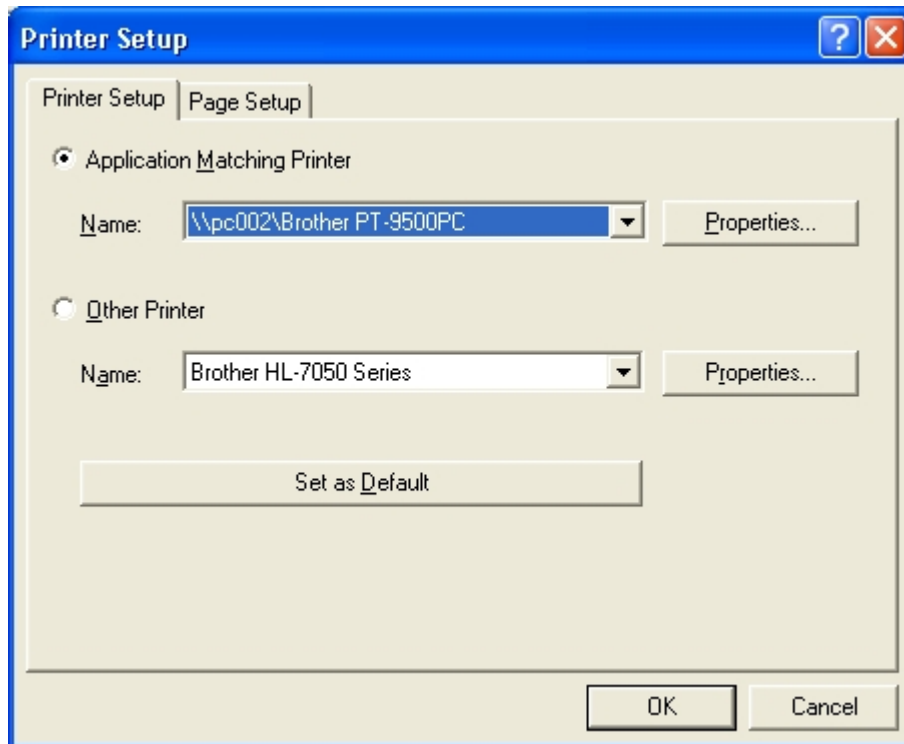 Printer Setup
Printer Setup Page Setup
Application Matching Printer
Name: \\pc002\Brother PT-9500PC Properties...
Other Printer
Name: Brother HL-7050 Series Properties...
Set as Default
OK Cancel